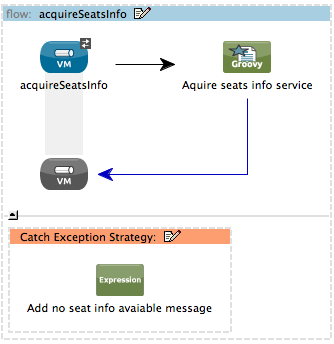 flow: acquireSeatsInfo
VM
acquireSeatsInfo
Groovy
Aquire seats info service
VM
Catch Exception Strategy:
Expression
Add no seat info avaiable message